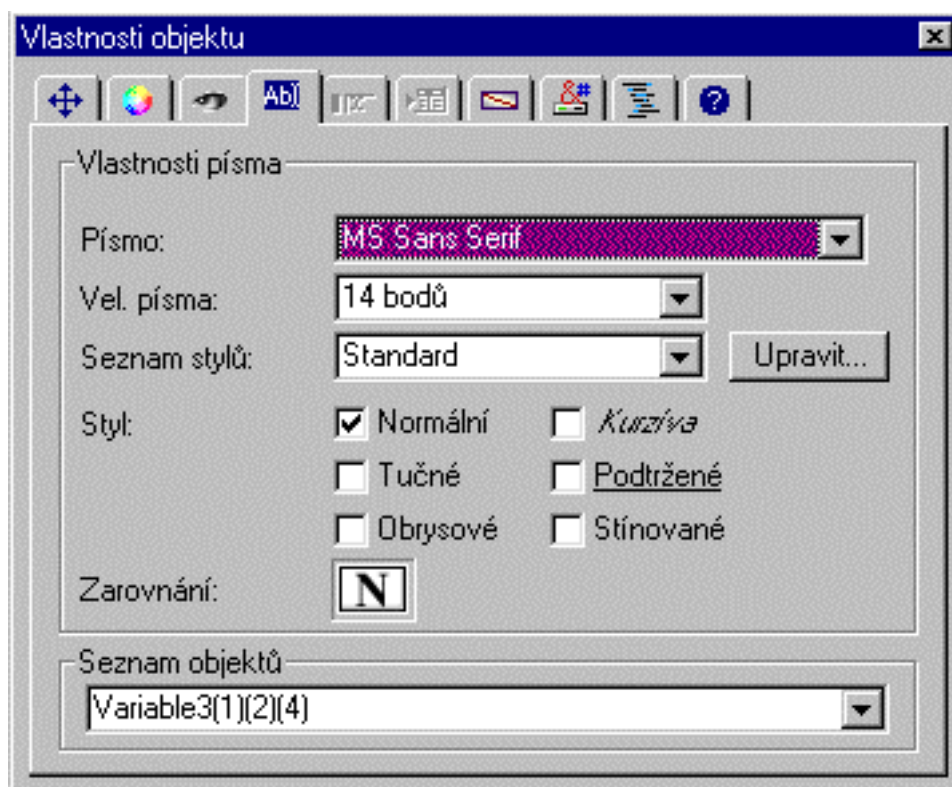 Vlastnosti objektu
Ab
&#
?
Vlastnosti písma
Písmo: MS Sans Serif
Vel. písma: 14 bodů
Seznam stylů: Standard Upravit...
Styl: Normální Kurzíva
Tučné Podtržené
Obrysové Stínované
Zarovnání: N
Seznam objektů
Variable3(1)(2)(4)